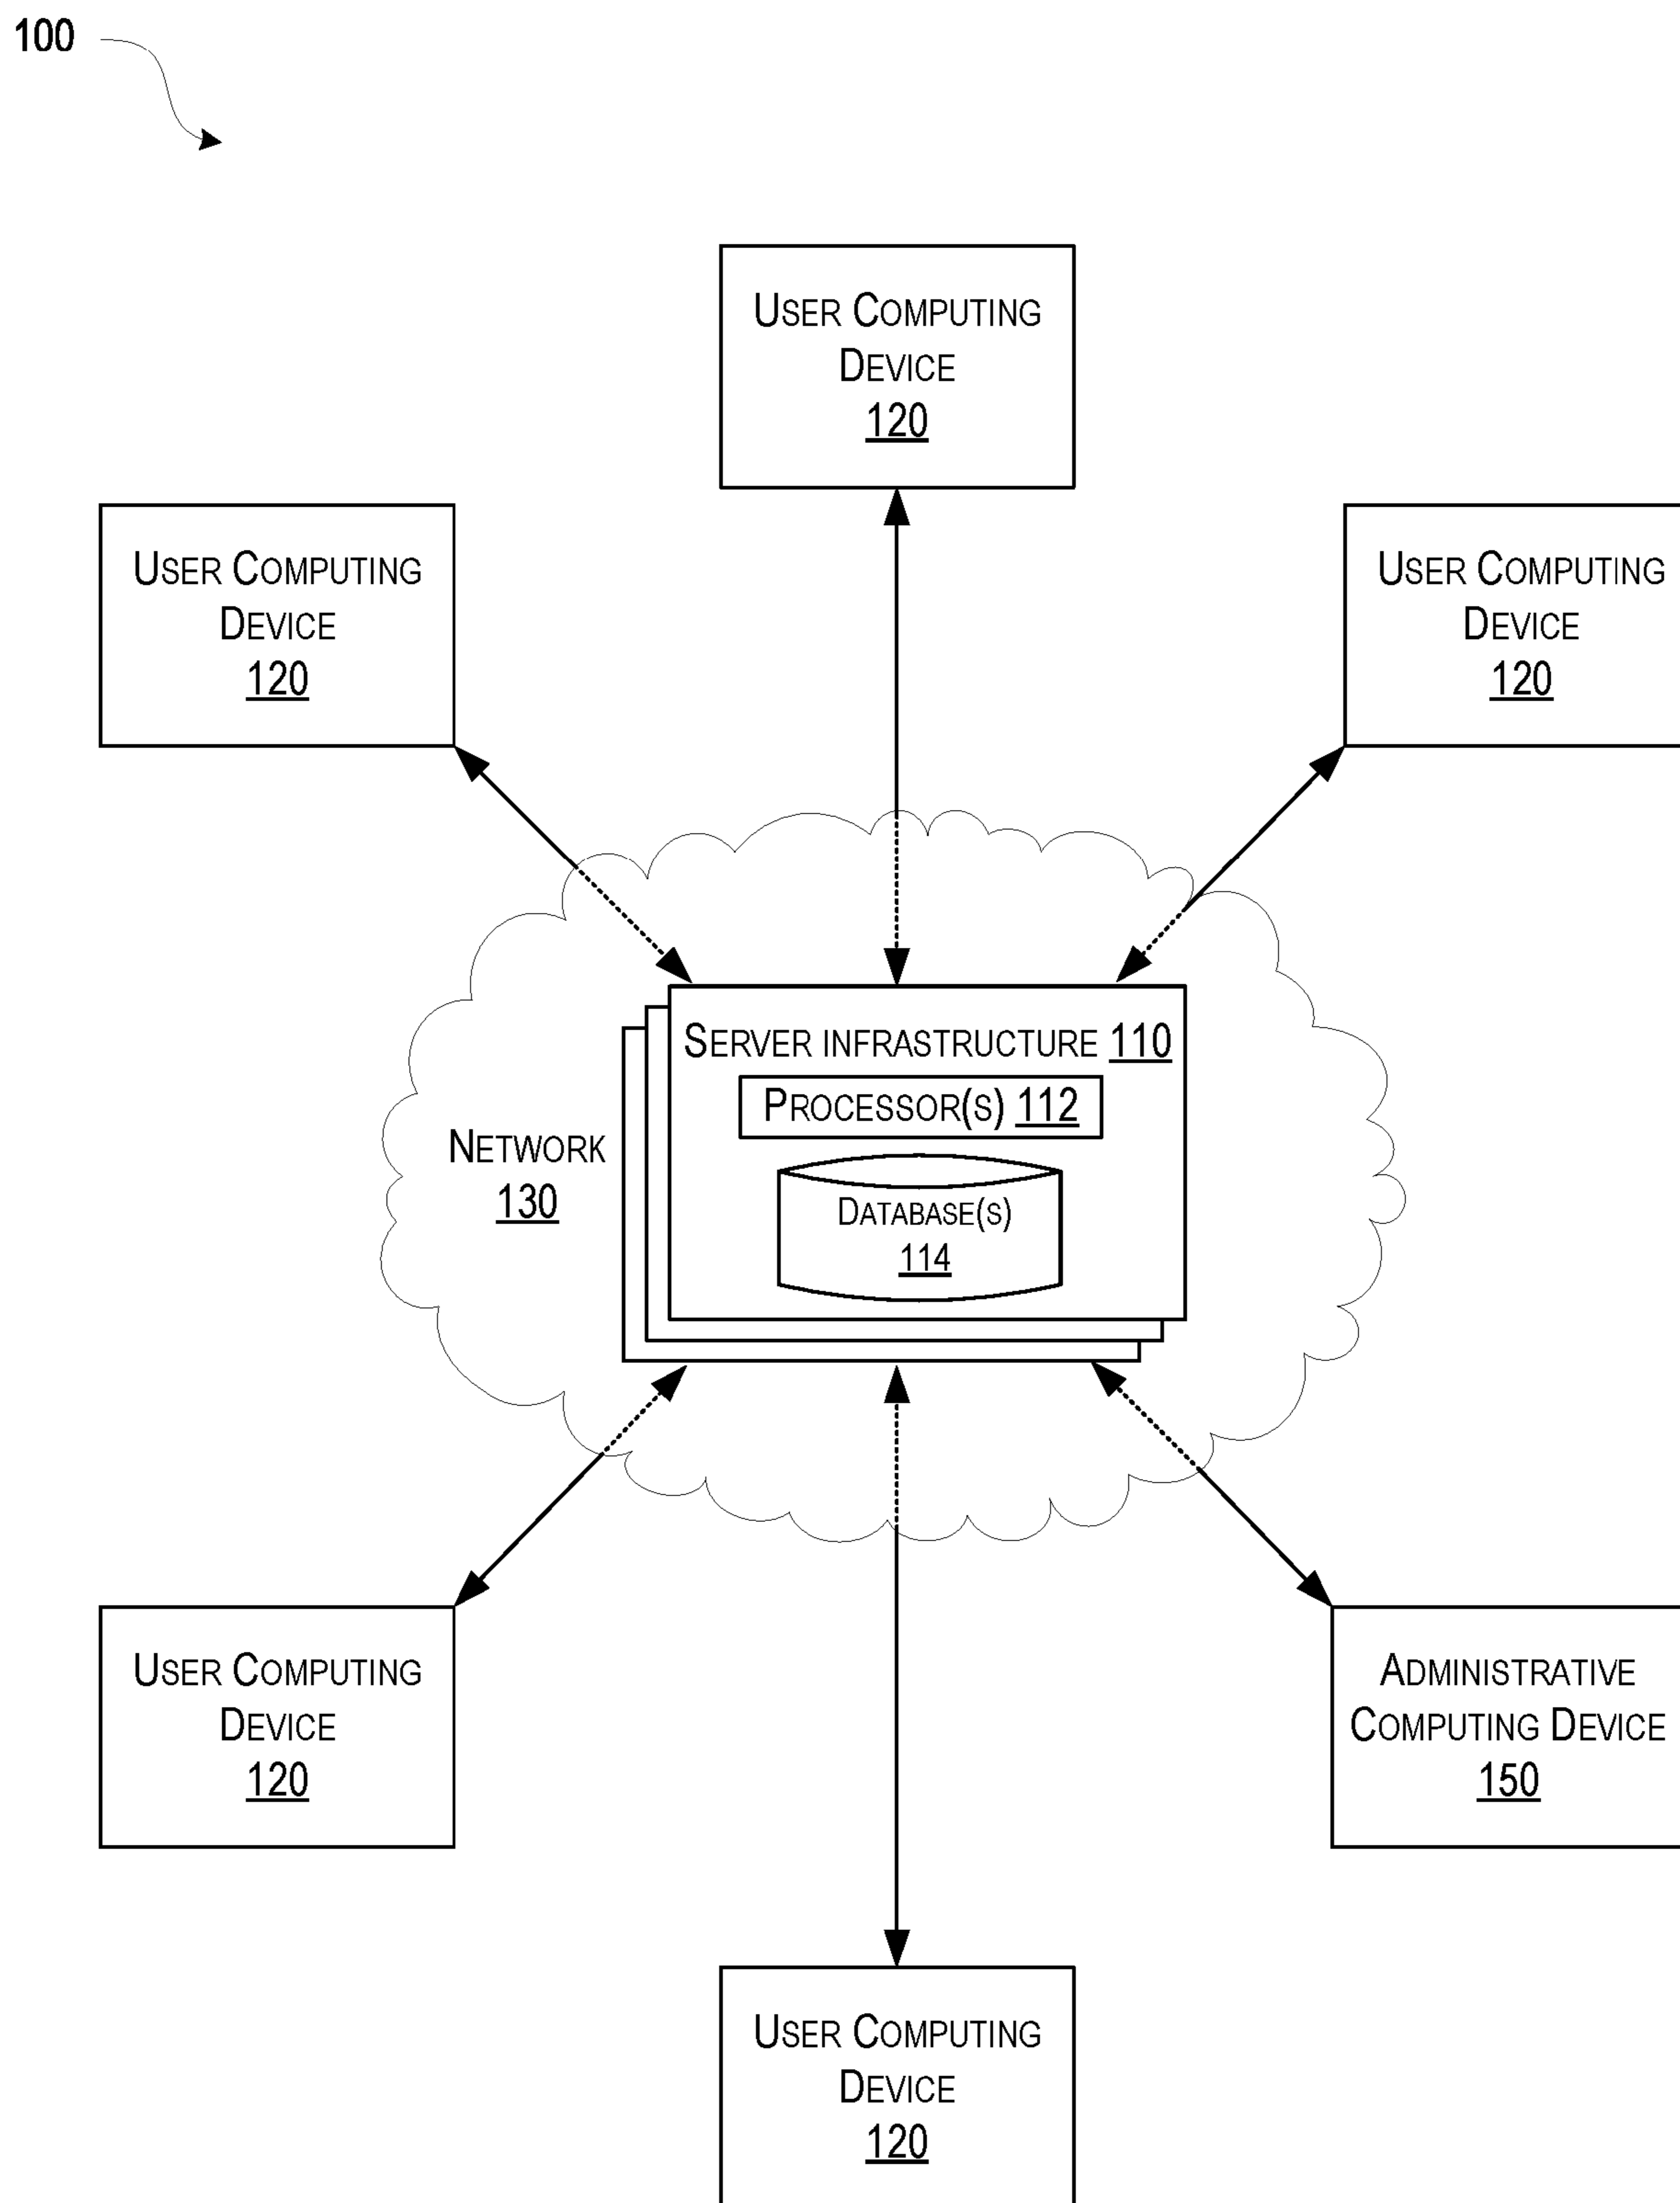 100
User Computing
Device
120
User Computing
Device
120
User Computing
Device
120
Server infrastructure 110
Processor(s) 112
Network
130
Database(s)
114
User Computing
Device
120
Administrative
Computing Device
150
User Computing
Device
120